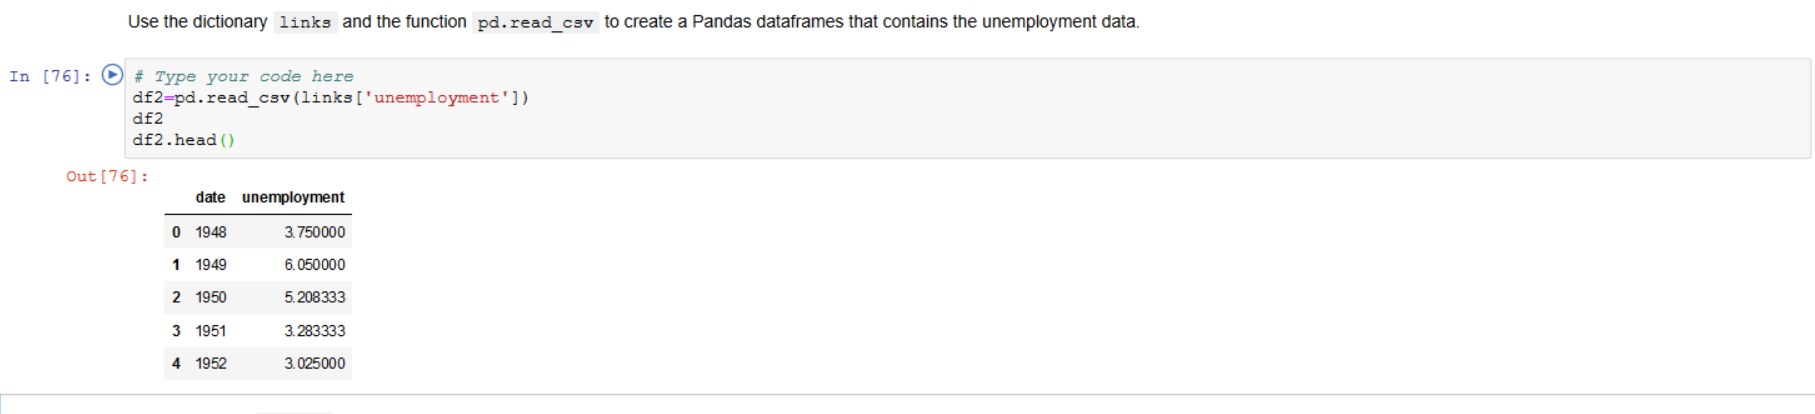 Use the dictionary links and the function pd.read_csv to create a Pandas dataframes that contains the unemployment data.
In [76]: # Type your code here
df2=pd.read_csv(links['unemployment'])
df2
df2.head()
Out[76]:
date unemployment
0 1948 3.750000
1 1949 6.050000
2 1950 5.208333
3 1951 3.283333
4 1952 3.025000